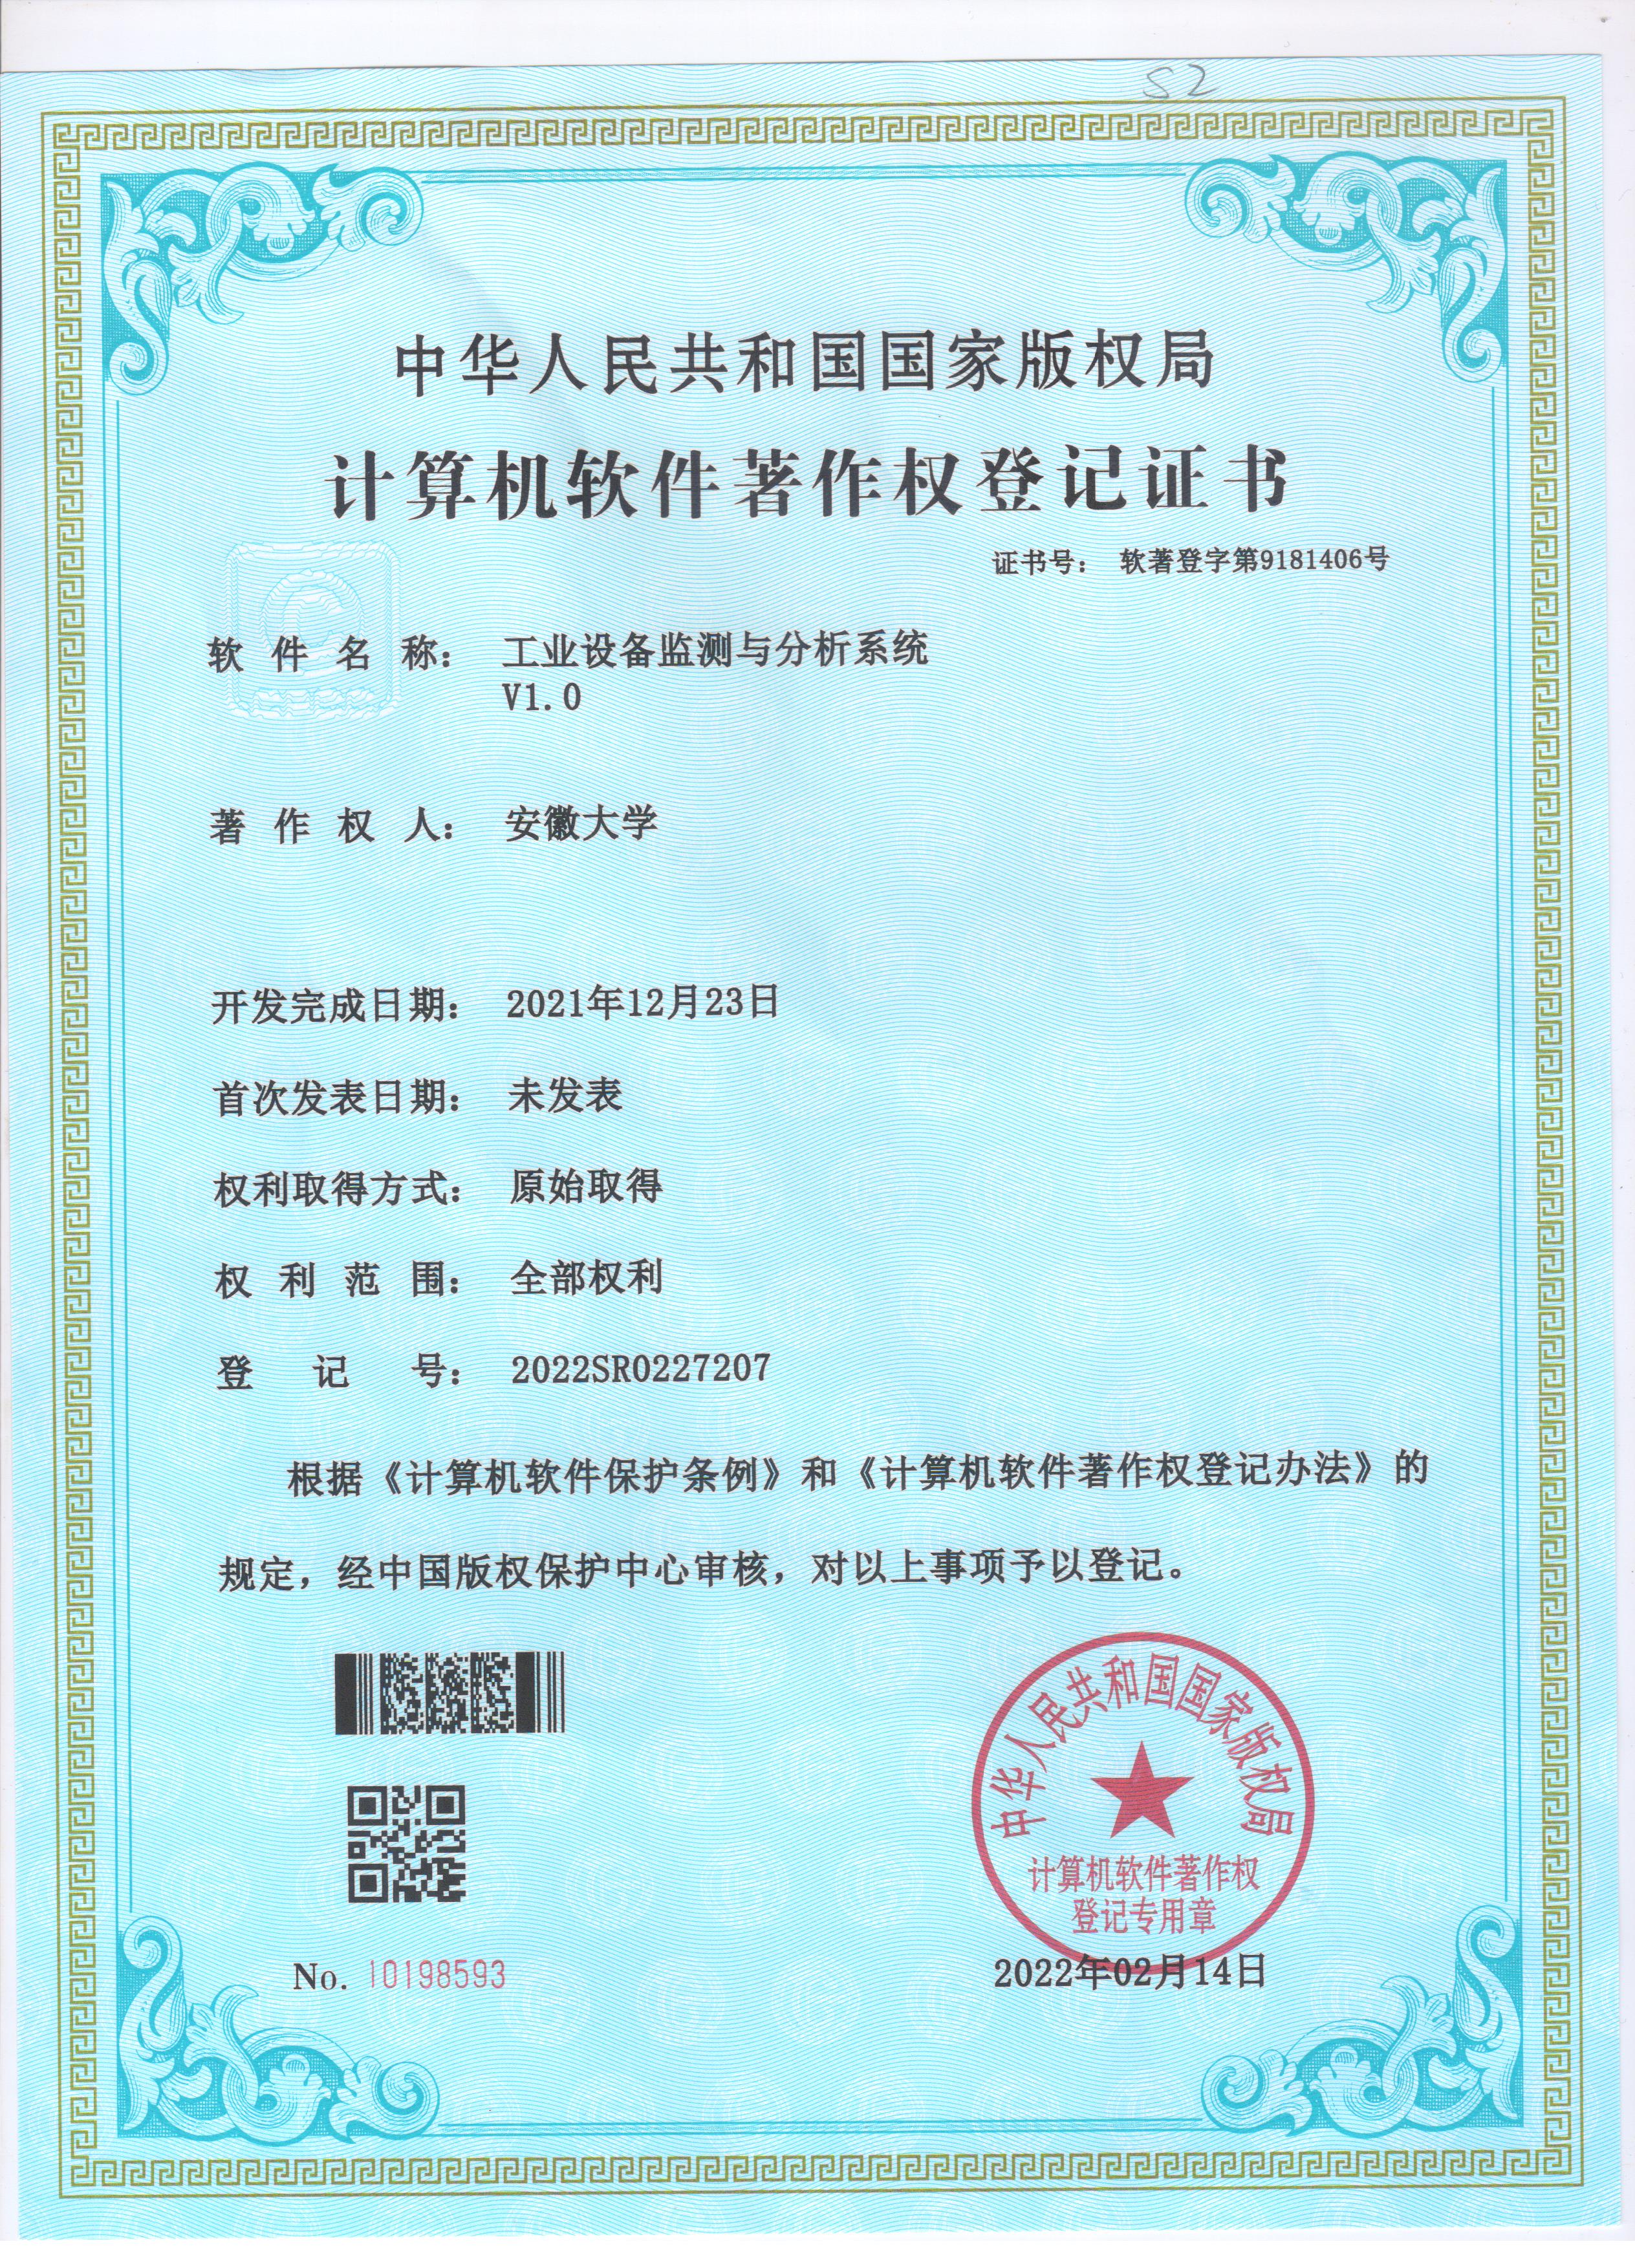 S2
中华人民共和国国家版权局
计算机软件著作权登记证书
证书号： 软著登字第9181406号
软件名称： 工业设备监测与分析系统
V1.0
著作权人： 安徽大学
开发完成日期： 2021年12月23日
首次发表日期： 未发表
权利取得方式： 原始取得
权利范围： 全部权利
登记号： 2022SR0227207
根据《计算机软件保护条例》和《计算机软件著作权登记办法》的
规定，经中国版权保护中心审核，对以上事项予以登记。
中华人民共和国国家版权局
计算机软件著作权
登记专用章
No. 10198593
2022年02月14日